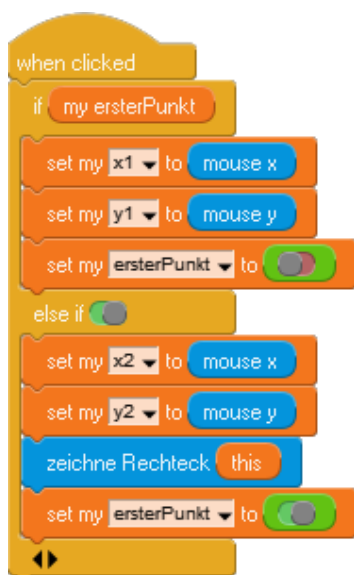 when clicked
if my ersterPunkt
set my x1 to mouse x
set my y1 to mouse y
set my ersterPunkt to
else if
set my x2 to mouse x
set my y2 to mouse y
zeichne Rechteck this
set my ersterPunkt to